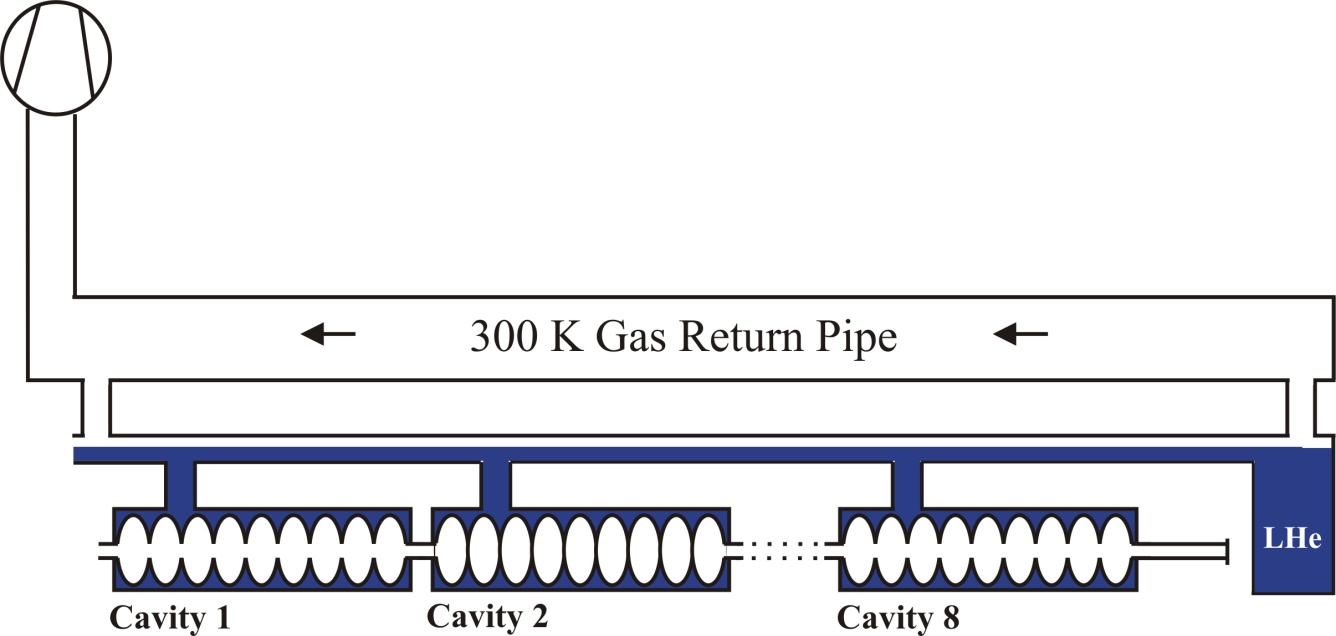 300 K Gas Return Pipe
LHe
Cavity 1
Cavity 2
Cavity 8